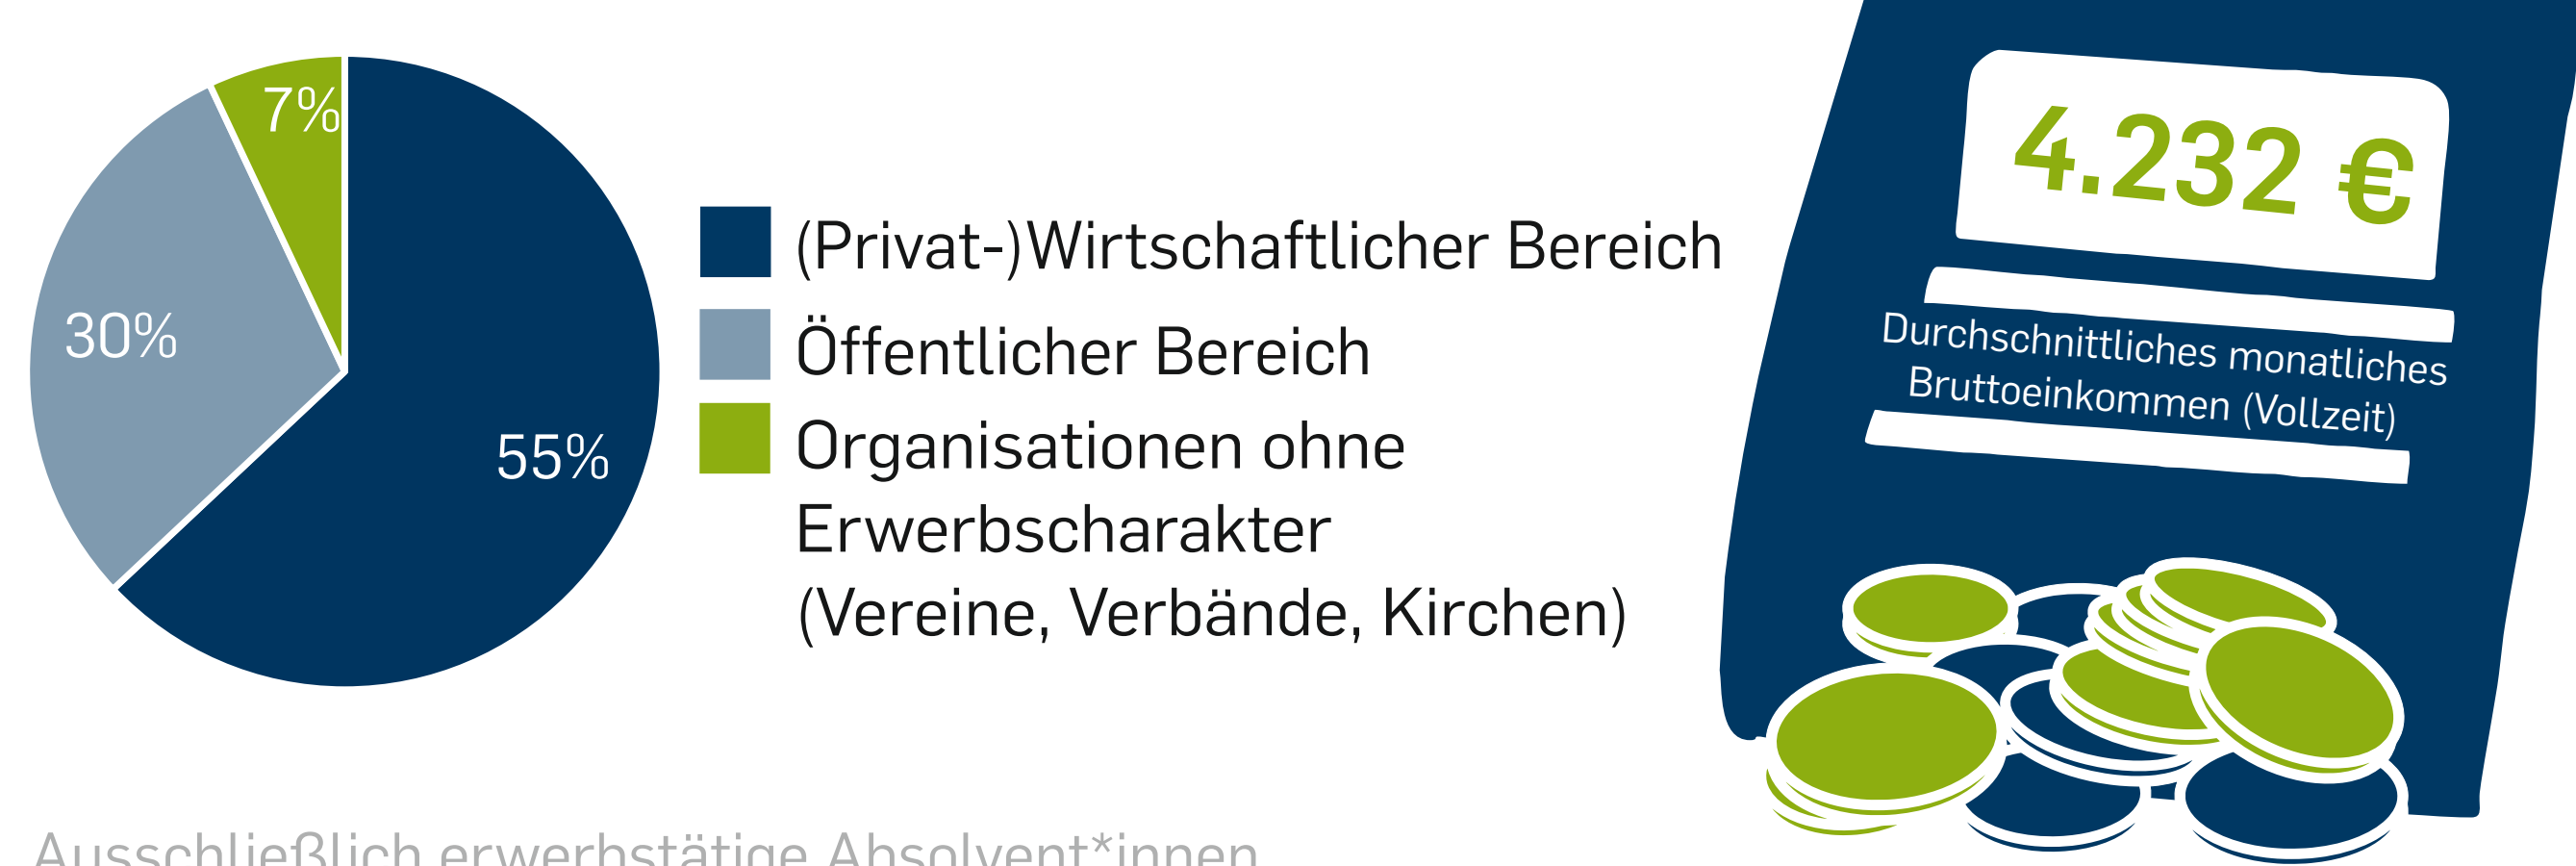 7%
30%
55%
(Privat-)Wirtschaftlicher Bereich
Öffentlicher Bereich
Organisationen ohne
Erwerbscharakter
(Vereine, Verbände, Kirchen)
4.232 €
Durchschnittliches monatliches
Bruttoeinkommen (Vollzeit)
Ausschließlich erwerbstätige Absolvent*innen